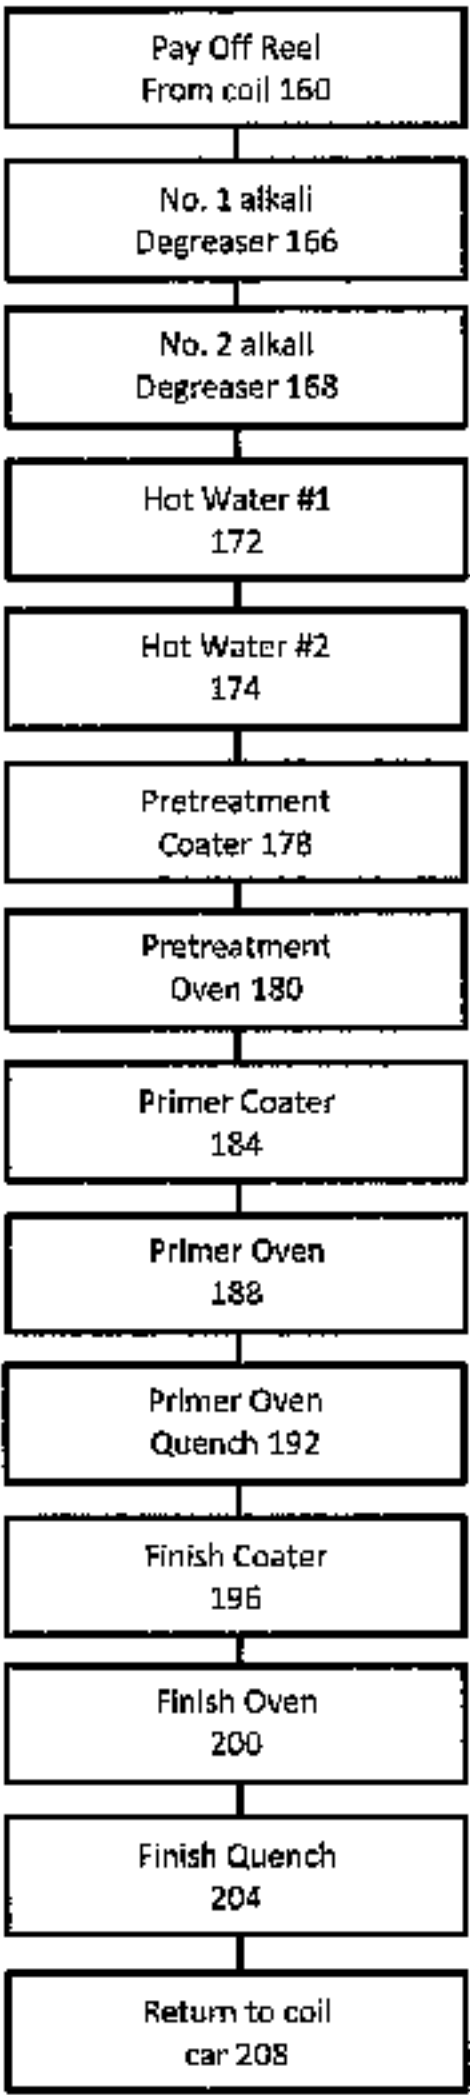 Pay Off Reel
From coil 160
No. 1 alkali
Degreaser 166
No. 2 alkali
Degreaser 168
Hot Water #1
172
Hot Water #2
174
Pretreatment
Coater 178
Pretreatment
Oven 180
Primer Coater
184
Primer Oven
188
Primer Oven
Quench 192
Finish Coater
196
Finish Oven
200
Finish Quench
204
Return to coil
car 208